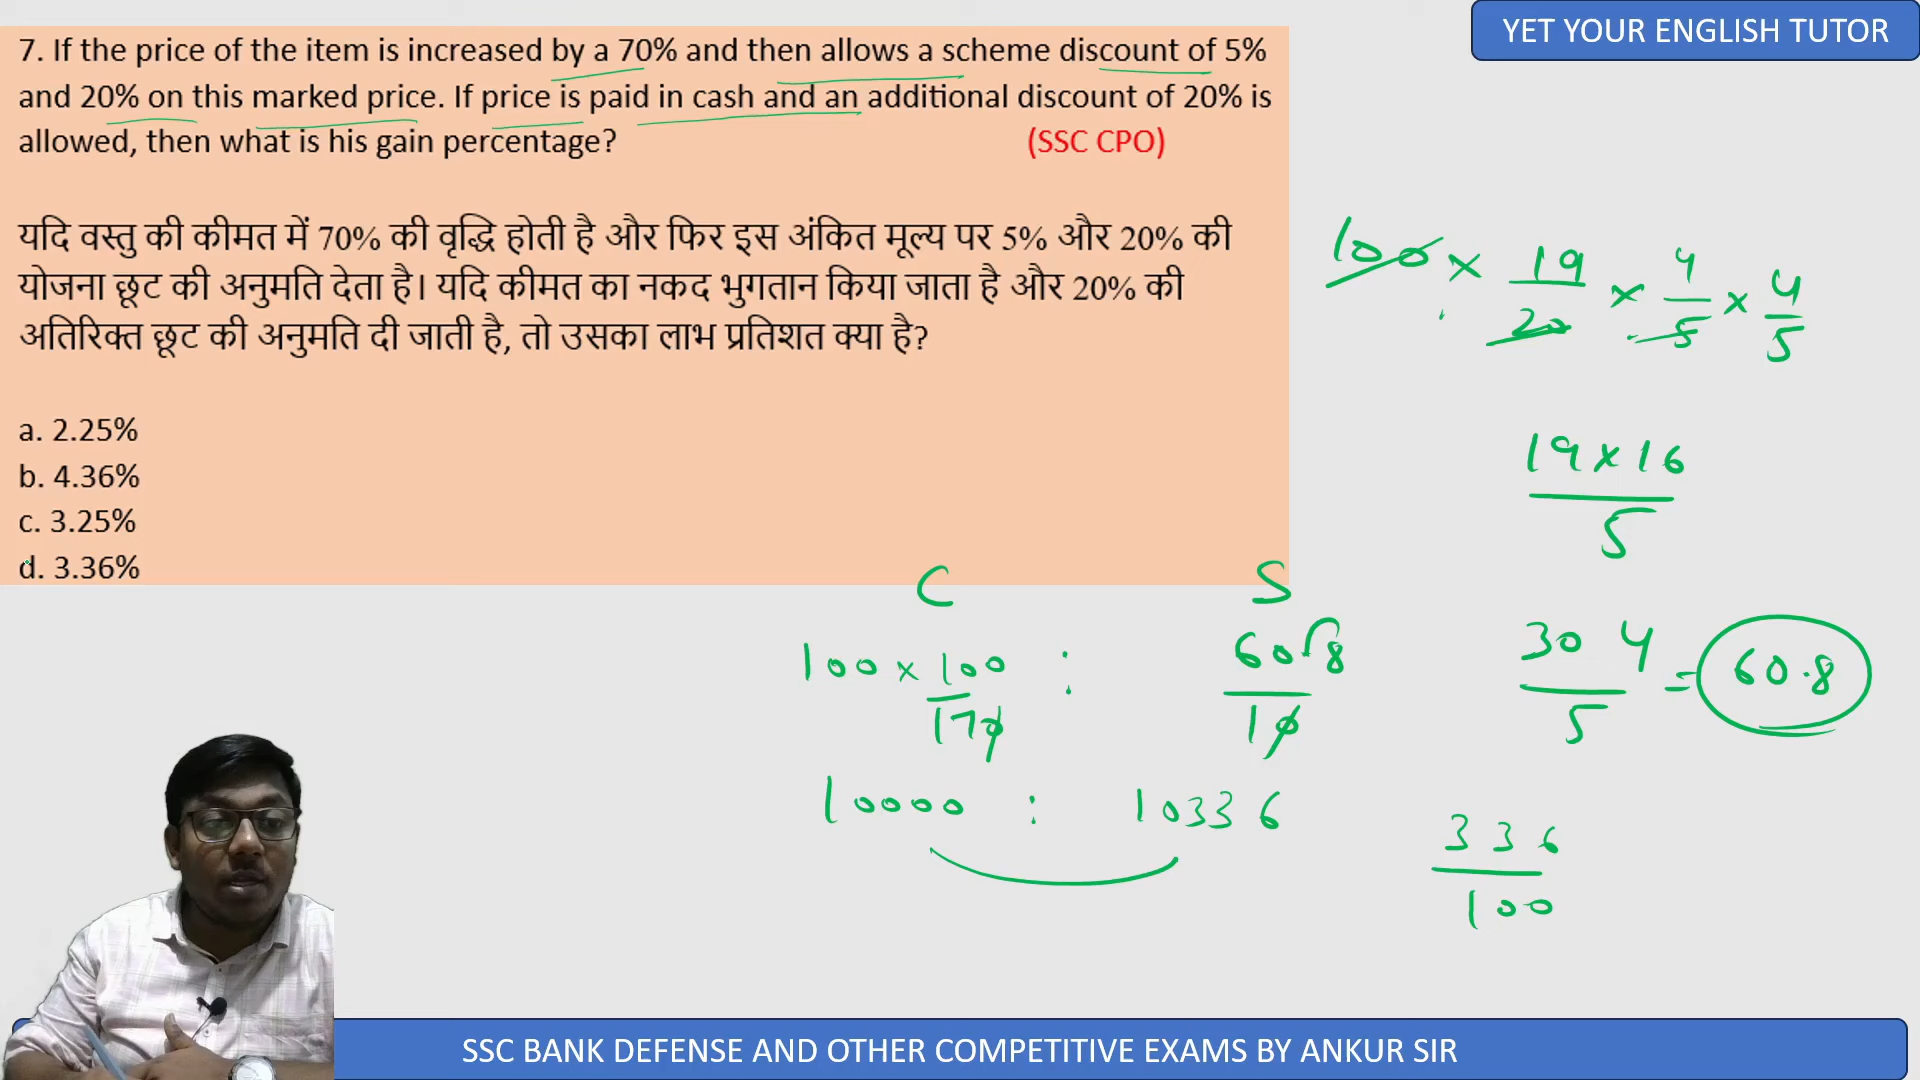 YET YOUR ENGLISH TUTOR
7. If the price of the item is increased by a 70% and then allows a scheme discount of 5%
and 20% on this marked price. If price is paid in cash and an additional discount of 20% is
allowed, then what is his gain percentage? (SSC CPO)
यदि वस्तु की कीमत में 70% की वृद्धि होती है और फिर इस अंकित मूल्य पर 5% और 20% की
योजना छूट की अनुमति देता है। यदि कीमत का नकद भुगतान किया जाता है और 20% की
अतिरिक्त छूट की अनुमति दी जाती है, तो उसका लाभ प्रतिशत क्या है?
a. 2.25%
b. 4.36%
c. 3.25%
d. 3.36%
100 × 19/20 × 4/5 × 4/5
19×16/5
304/5 = 60.8
C S
100 × 100/170 : 60.8/10
10000 : 10336
336/100
SSC BANK DEFENSE AND OTHER COMPETITIVE EXAMS BY ANKUR SIR